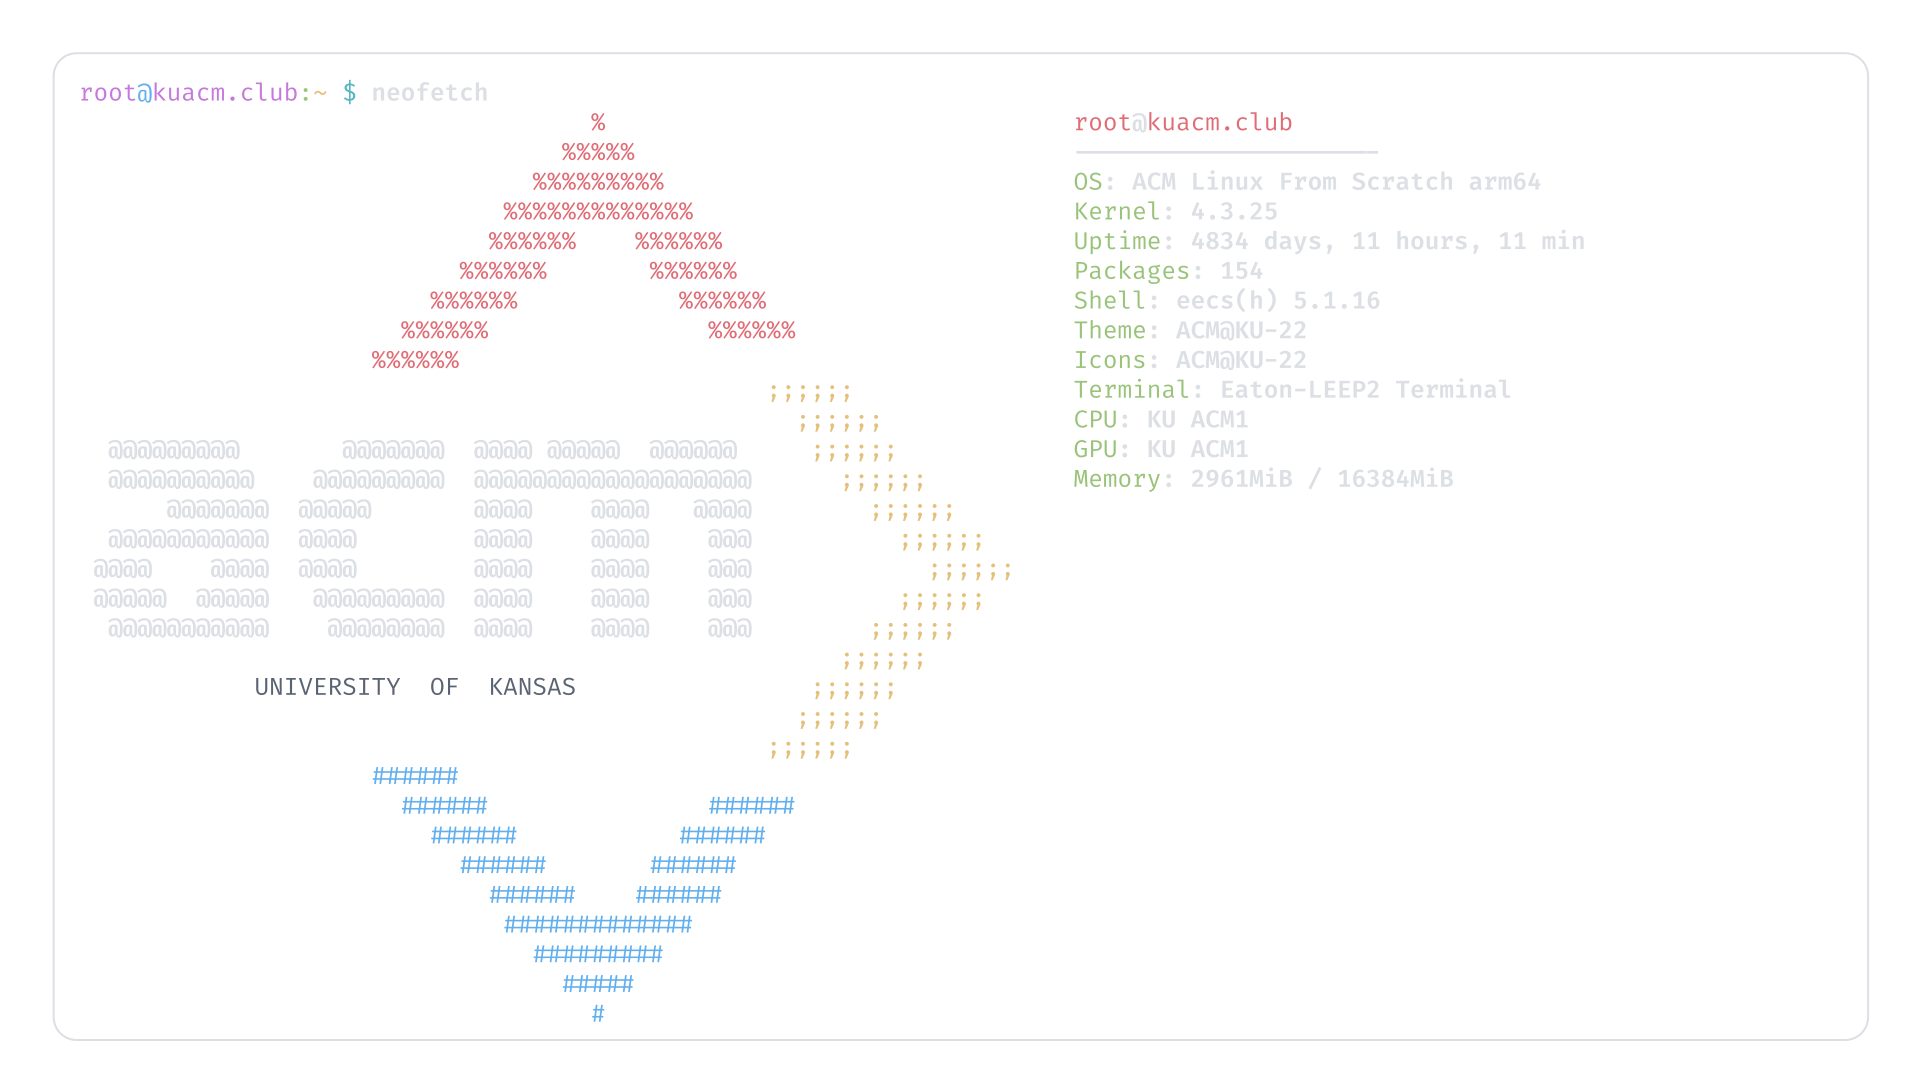 root@kuacm.club:~ $ neofetch
%
%%%%%
%%%%%%%%%
%%%%%%%%%%%%%
%%%%%%    %%%%%%
%%%%%%       %%%%%%
%%%%%%           %%%%%%
%%%%%%               %%%%%%
%%%%%%
;;;;;;
;;;;;;
@@@@@@@@@       @@@@@@@  @@@@ @@@@@  @@@@@@     ;;;;;;
@@@@@@@@@@    @@@@@@@@@  @@@@@@@@@@@@@@@@@@@      ;;;;;;
@@@@@@@  @@@@@       @@@@    @@@@   @@@@        ;;;;;;
@@@@@@@@@@@  @@@@        @@@@    @@@@    @@@          ;;;;;;
@@@@    @@@@  @@@@        @@@@    @@@@    @@@            ;;;;;;
@@@@@  @@@@@   @@@@@@@@@  @@@@    @@@@    @@@          ;;;;;;
@@@@@@@@@@@    @@@@@@@@  @@@@    @@@@    @@@        ;;;;;;
;;;;;;
UNIVERSITY  OF  KANSAS                ;;;;;;
;;;;;;
;;;;;;
######
######               ######
######           ######
######       ######
######    ######
#############
#########
#####
#
root@kuacm.club
OS: ACM Linux From Scratch arm64
Kernel: 4.3.25
Uptime: 4834 days, 11 hours, 11 min
Packages: 154
Shell: eecs(h) 5.1.16
Theme: ACM@KU-22
Icons: ACM@KU-22
Terminal: Eaton-LEEP2 Terminal
CPU: KU ACM1
GPU: KU ACM1
Memory: 2961MiB / 16384MiB